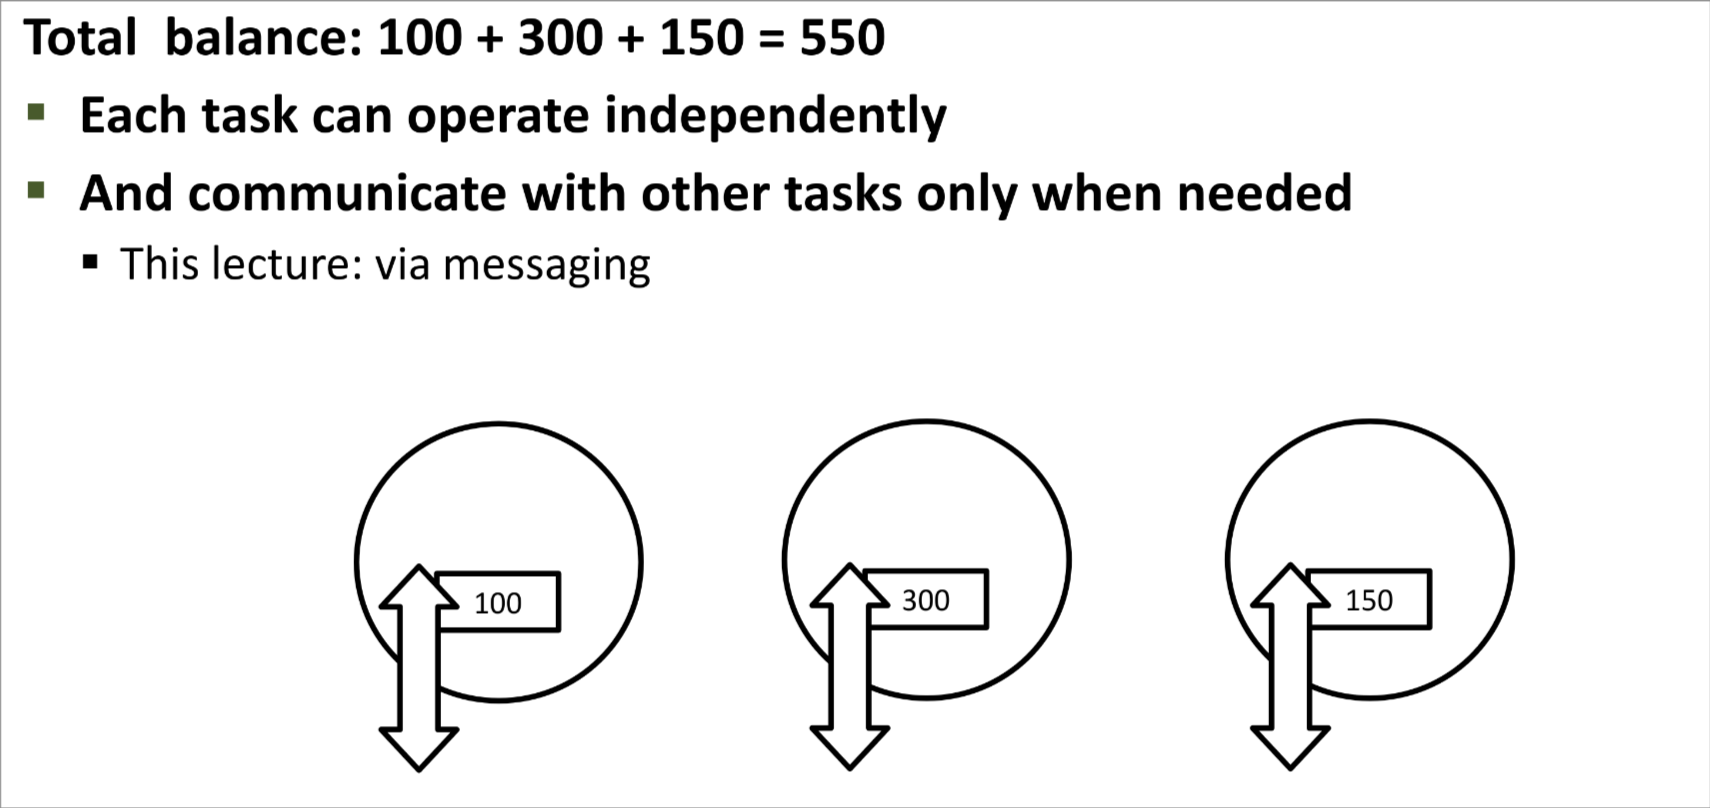 Total balance: 100 + 300 + 150 = 550
▪ Each task can operate independently
▪ And communicate with other tasks only when needed
▪ This lecture: via messaging
100 300 150